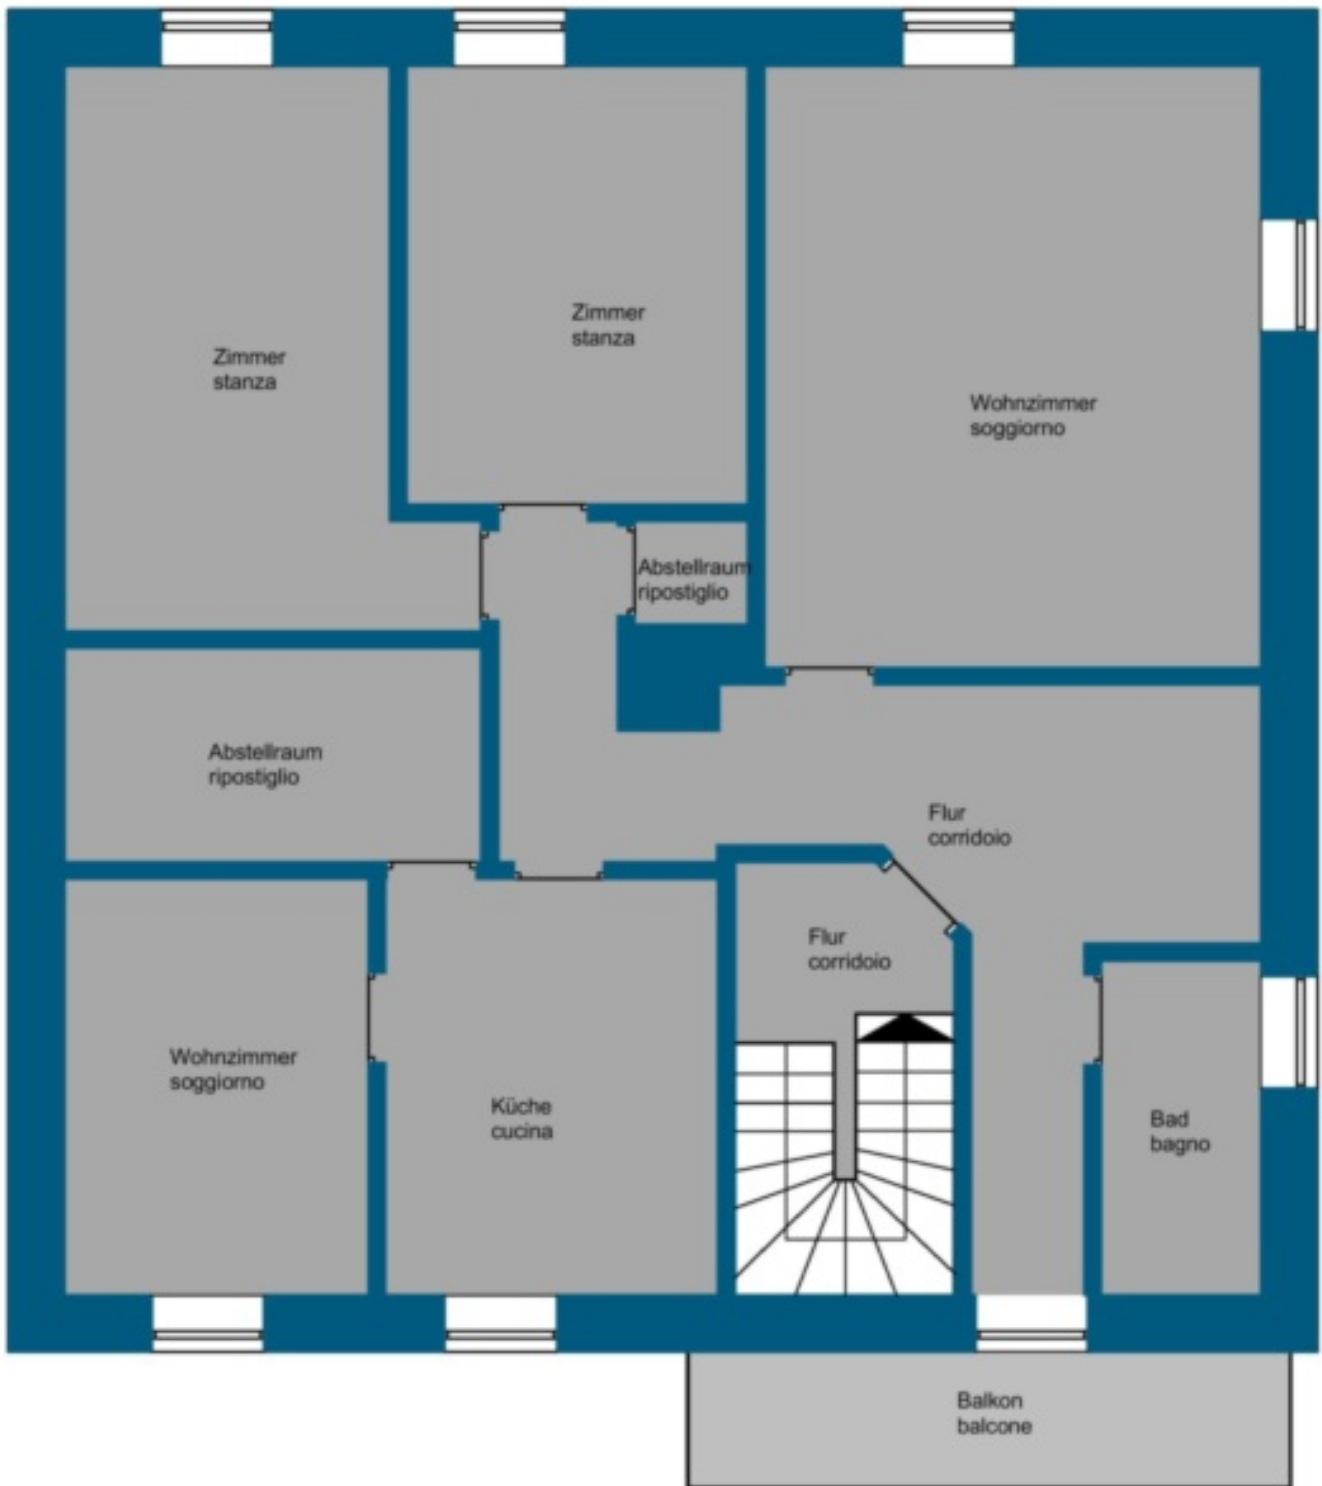 Zimmer
stanza
Zimmer
stanza
Wohnzimmer
soggiorno
Abstellraum
ripostiglio
Abstellraum
ripostiglio
Flur
corridoio
Flur
corridoio
Wohnzimmer
soggiorno
Küche
cucina
Bad
bagno
Balkon
balcone